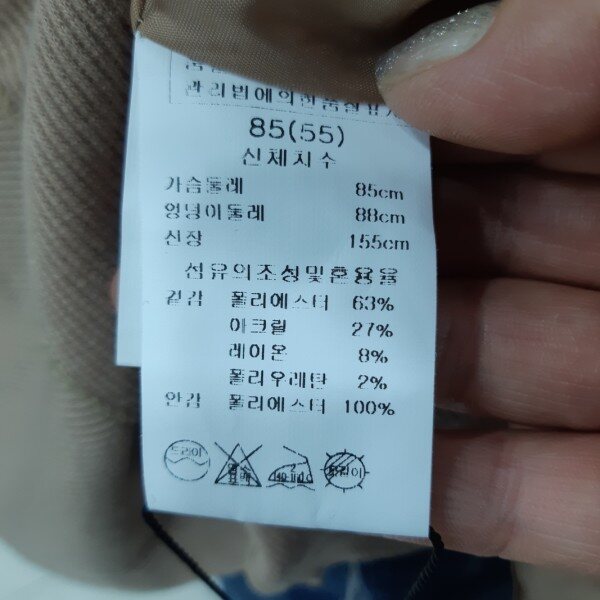 관리법에의한품질표시
85(55)
신체치수
가슴둘레 85cm
엉덩이둘레 88cm
신장 155cm
섬유의조성및혼용율
겉감 폴리에스터 63%
아크릴 27%
레이온 8%
폴리우레탄 2%
안감 폴리에스터 100%
드라이